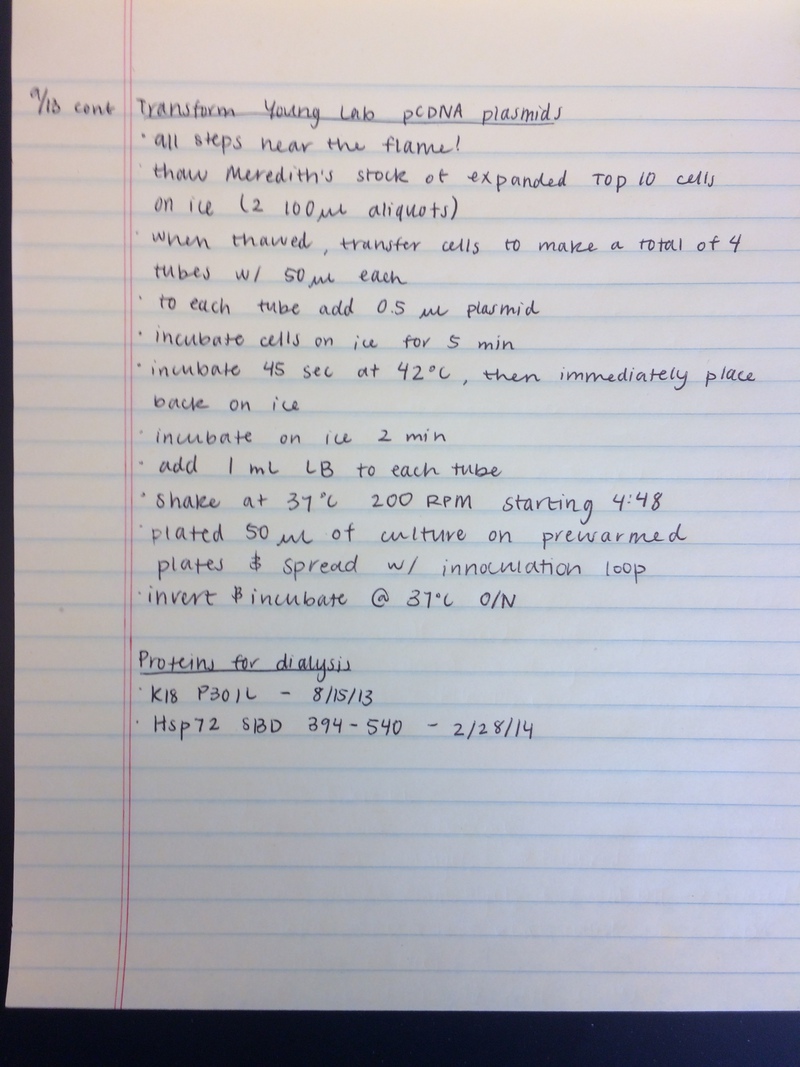 9/13 cont Transform Young Lab pCDNA plasmids
· all steps near the flame!
· thaw Meredith's stock of expanded Top 10 cells
on ice (2 100 µl aliquots)
· when thawed, transfer cells to make a total of 4
tubes w/ 50 µl each
· to each tube add 0.5 µl plasmid
· incubate cells on ice for 5 min
· incubate 45 sec at 42°C, then immediately place
back on ice
· incubate on ice 2 min
· add 1 mL LB to each tube
· shake at 37°C 200 RPM starting 4:48
· plated 50 µl of culture on prewarmed
plates & spread w/ innoculation loop
· invert & incubate @ 37°C O/N
Proteins for dialysis
· K18 P301L - 8/15/13
· Hsp72 SBD 394-540 - 2/28/14